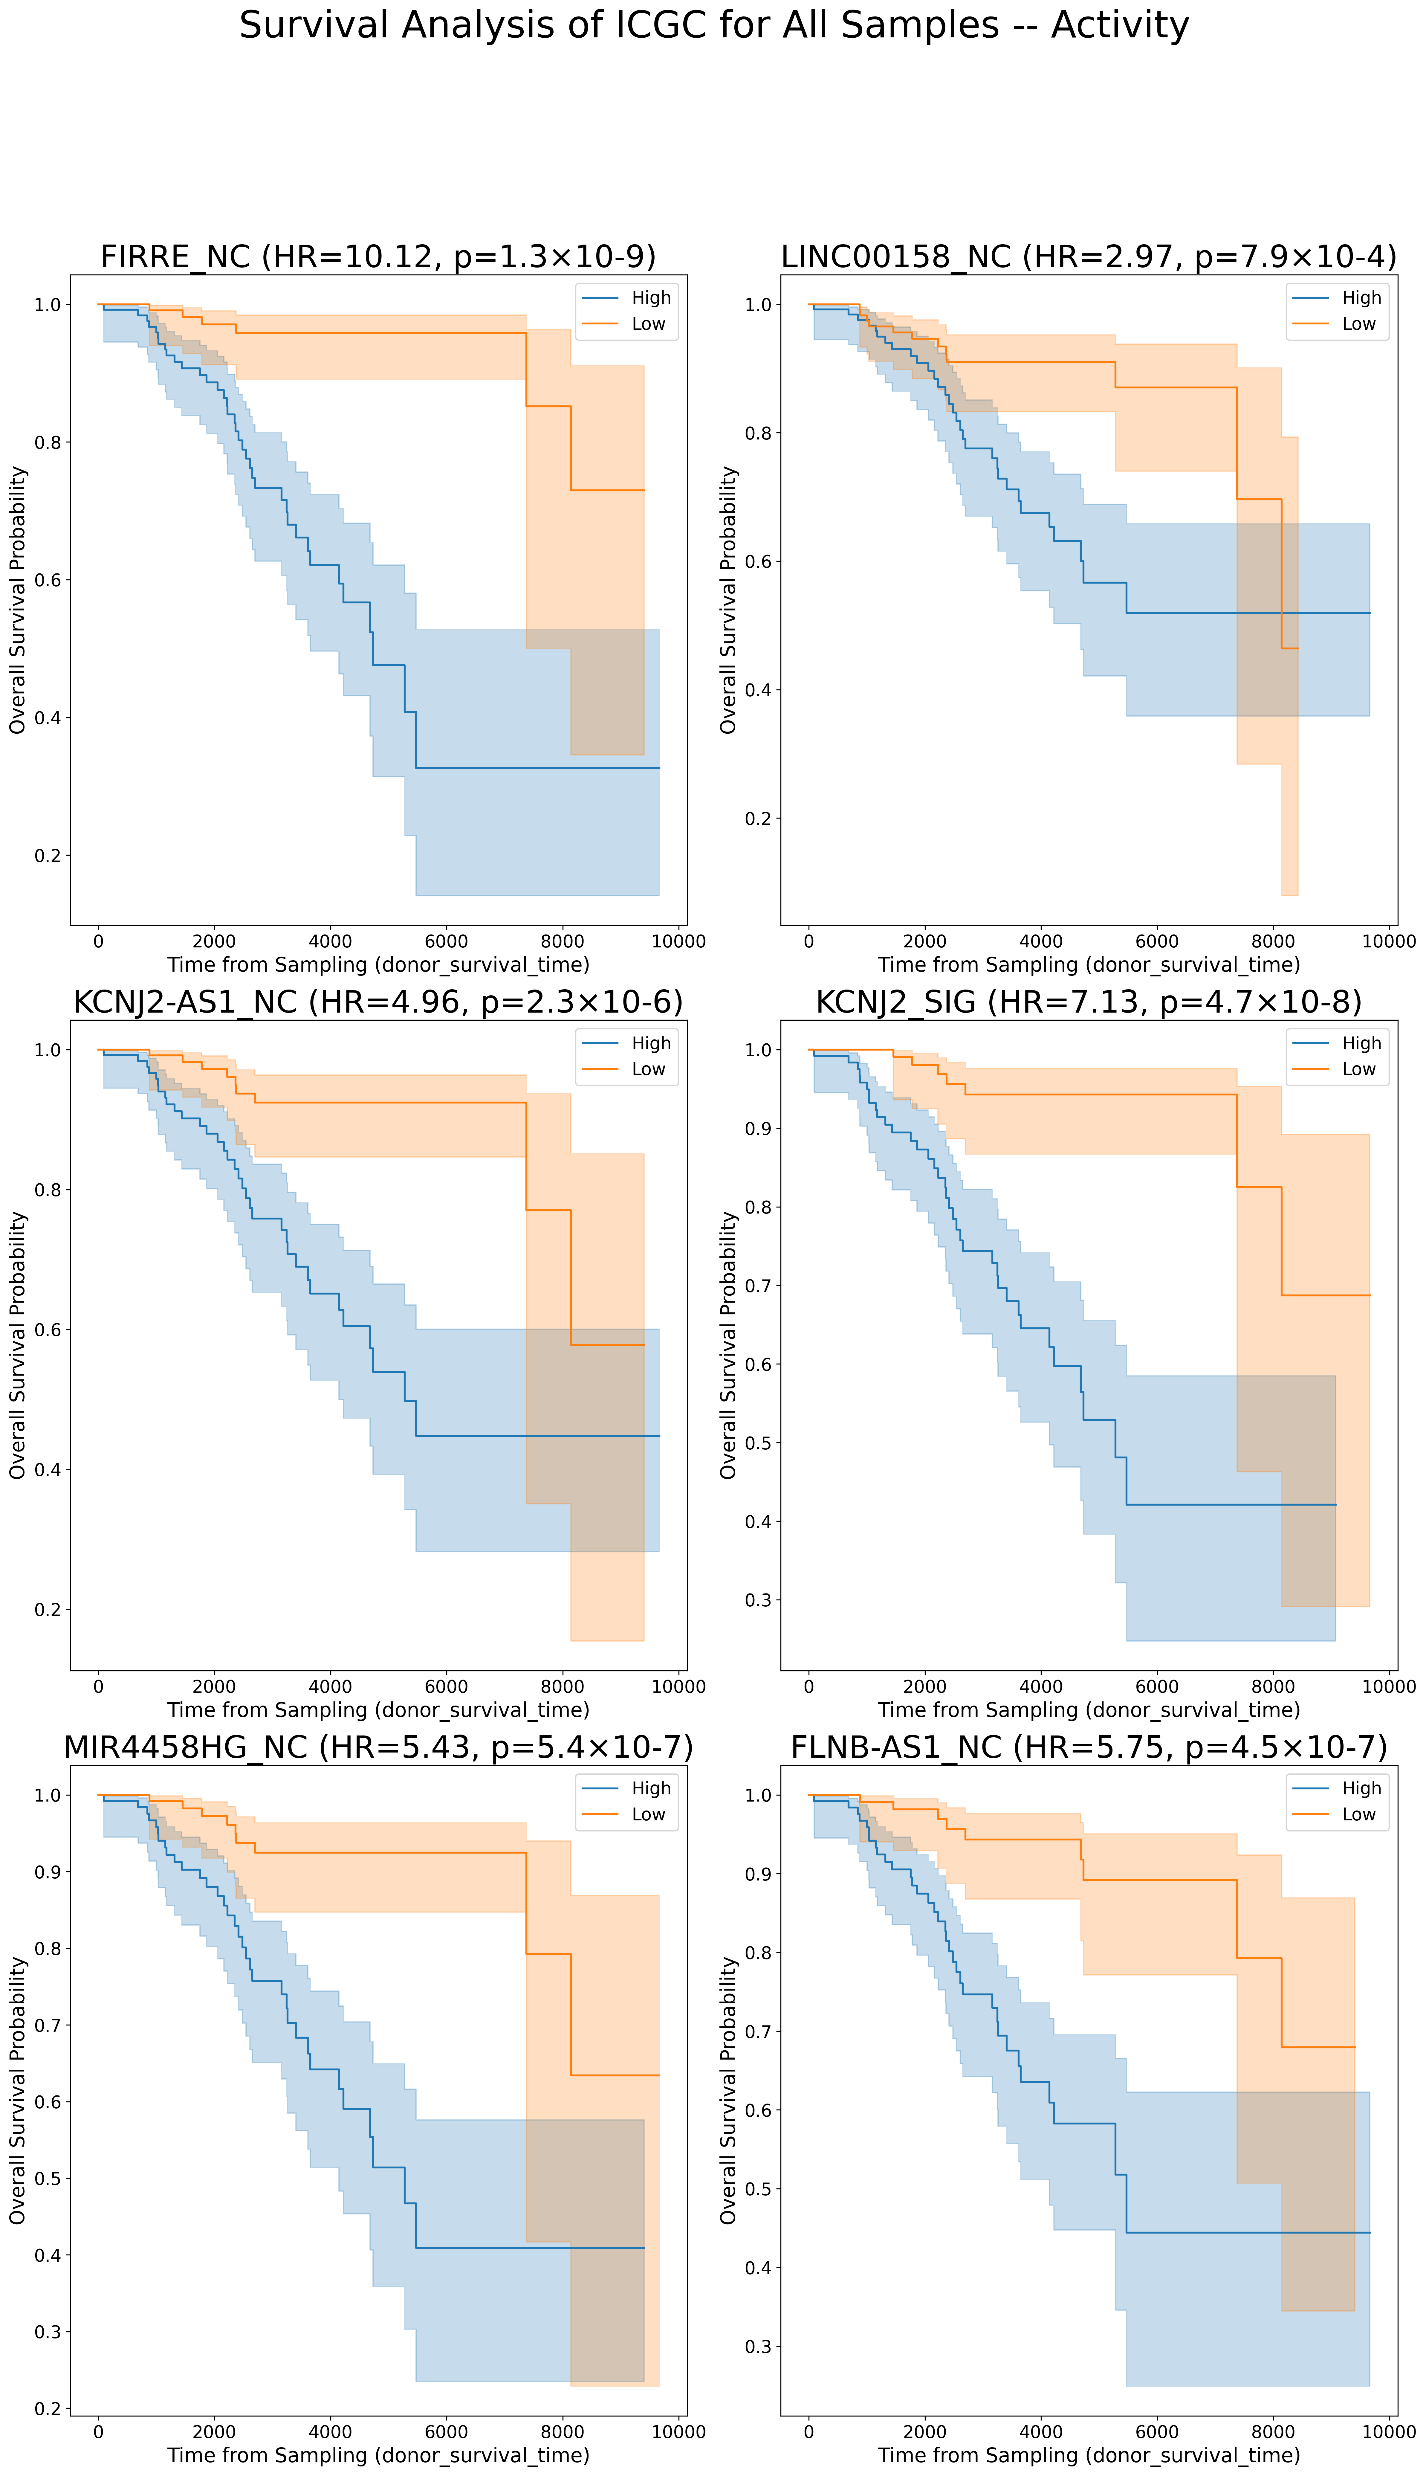 Survival Analysis of ICGC for All Samples -- Activity
FIRRE_NC (HR=10.12, p=1.3×10-9)
High
Low
1.0
0.8
0.6
0.4
0.2
Overall Survival Probability
0 2000 4000 6000 8000 10000
Time from Sampling (donor_survival_time)
LINC00158_NC (HR=2.97, p=7.9×10-4)
High
Low
1.0
0.8
0.6
0.4
0.2
Overall Survival Probability
0 2000 4000 6000 8000 10000
Time from Sampling (donor_survival_time)
KCNJ2-AS1_NC (HR=4.96, p=2.3×10-6)
High
Low
1.0
0.8
0.6
0.4
0.2
Overall Survival Probability
0 2000 4000 6000 8000 10000
Time from Sampling (donor_survival_time)
KCNJ2_SIG (HR=7.13, p=4.7×10-8)
High
Low
1.0
0.9
0.8
0.7
0.6
0.5
0.4
0.3
Overall Survival Probability
0 2000 4000 6000 8000 10000
Time from Sampling (donor_survival_time)
MIR4458HG_NC (HR=5.43, p=5.4×10-7)
High
Low
1.0
0.9
0.8
0.7
0.6
0.5
0.4
0.3
0.2
Overall Survival Probability
0 2000 4000 6000 8000 10000
Time from Sampling (donor_survival_time)
FLNB-AS1_NC (HR=5.75, p=4.5×10-7)
High
Low
1.0
0.9
0.8
0.7
0.6
0.5
0.4
0.3
Overall Survival Probability
0 2000 4000 6000 8000 10000
Time from Sampling (donor_survival_time)